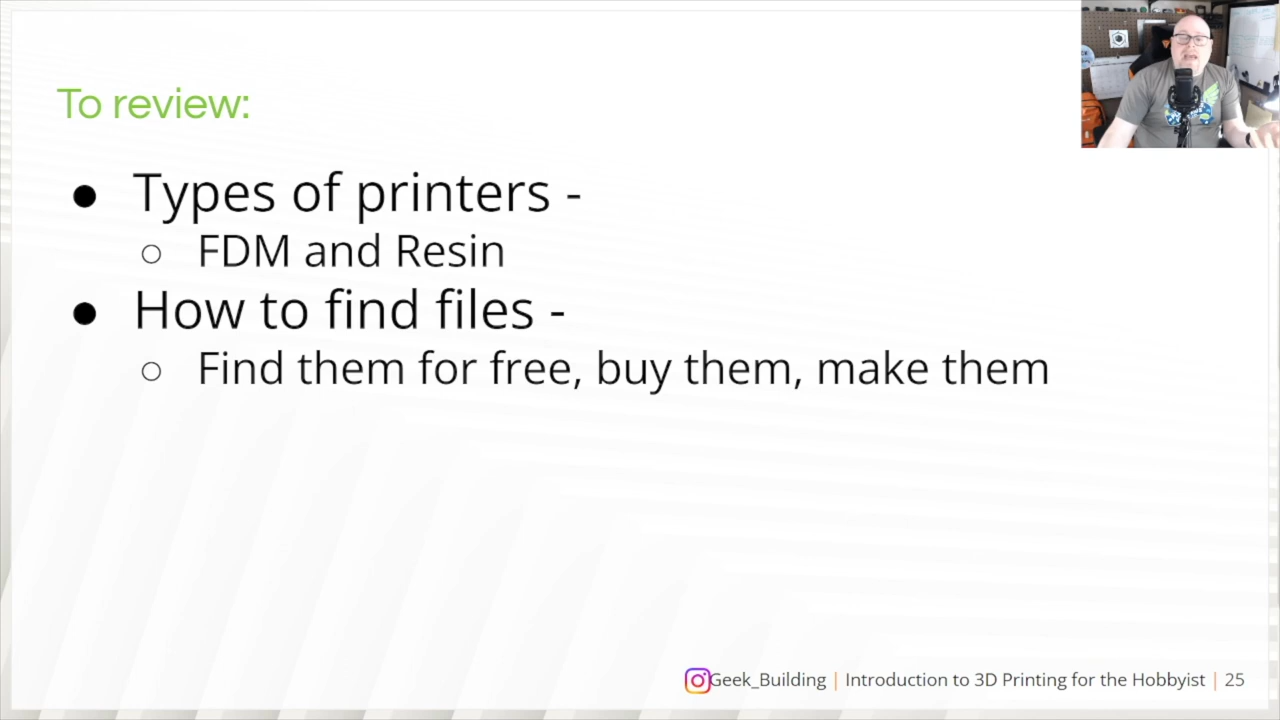 To review:
● Types of printers -
○ FDM and Resin
● How to find files -
○ Find them for free, buy them, make them
Geek_Building | Introduction to 3D Printing for the Hobbyist | 25